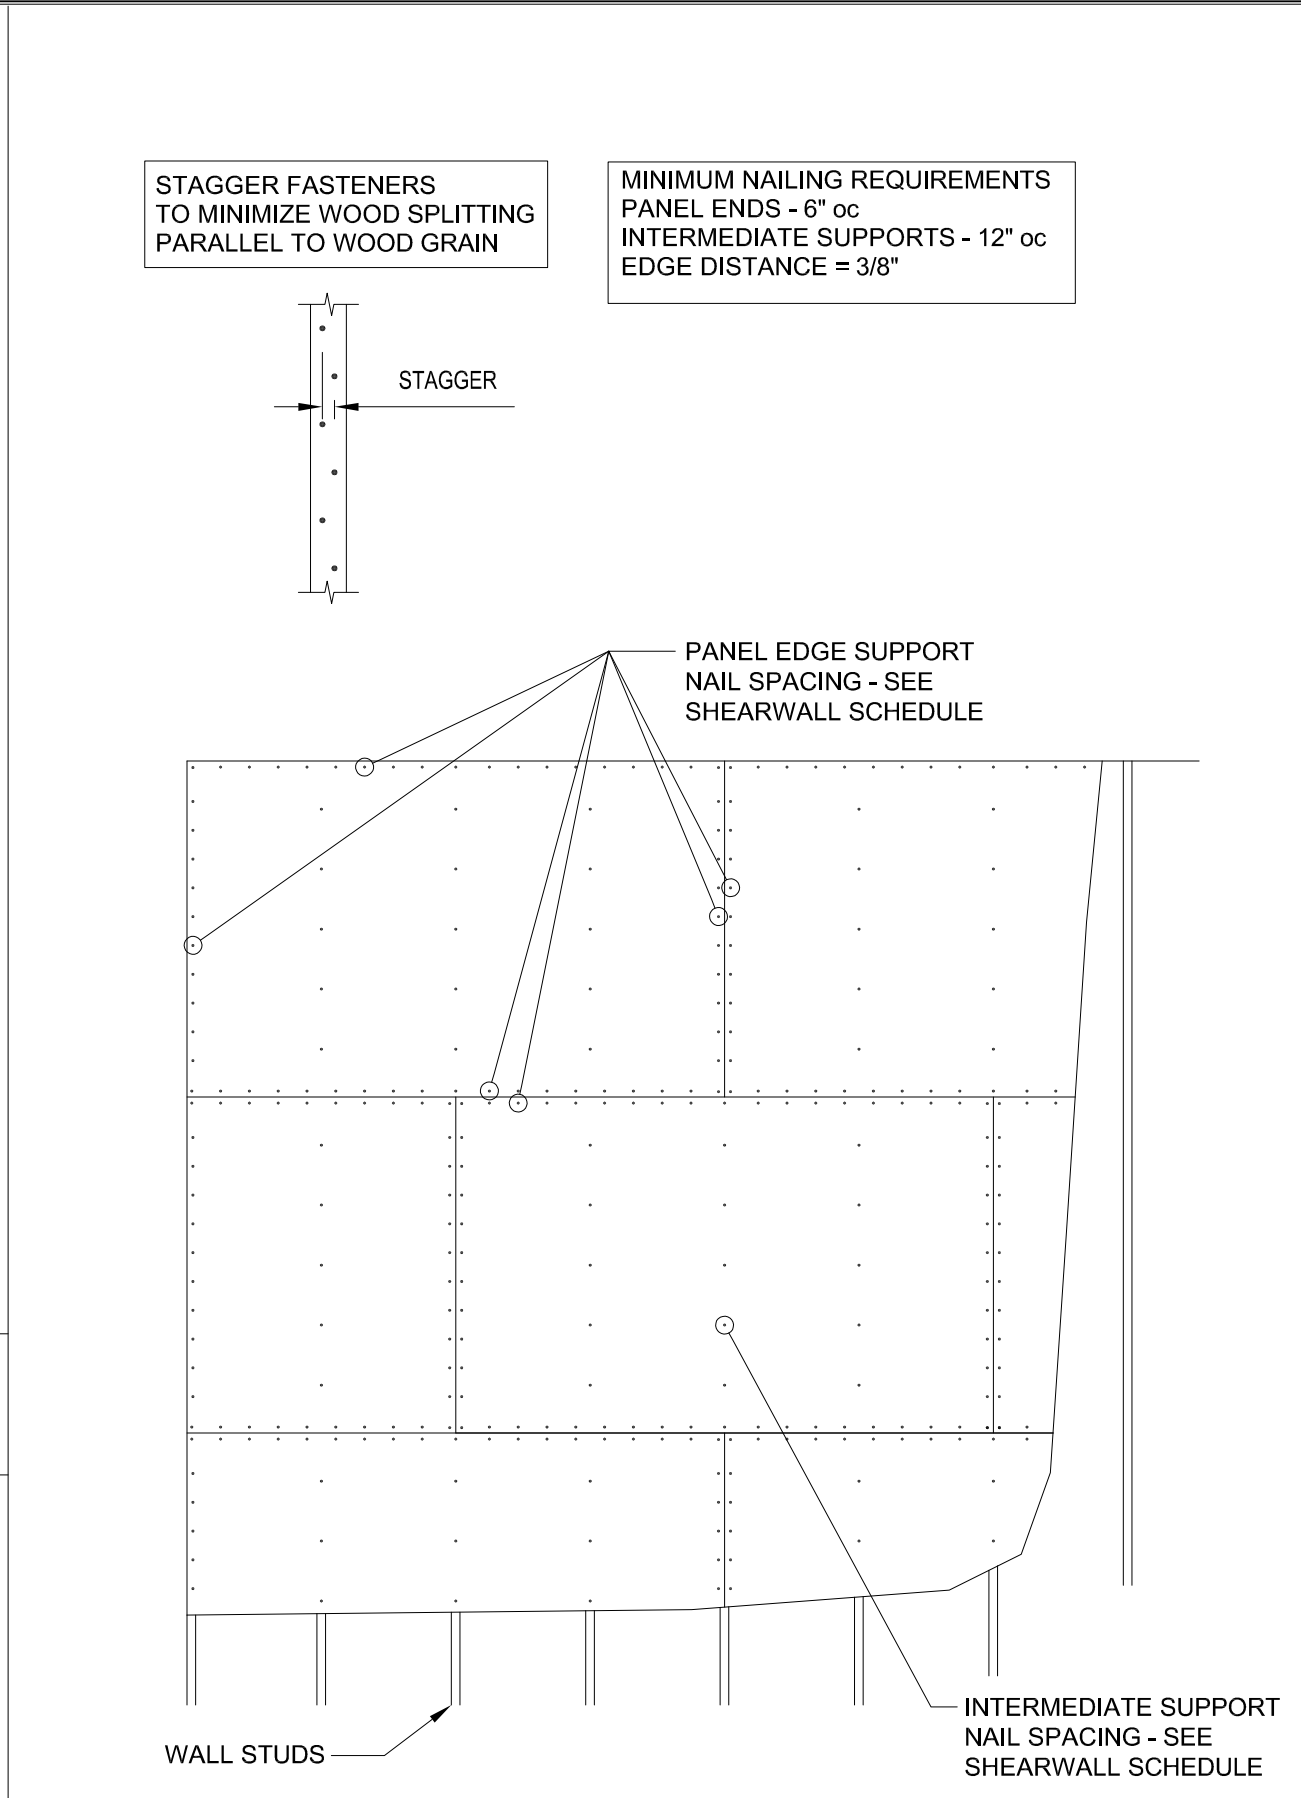 STAGGER FASTENERS
TO MINIMIZE WOOD SPLITTING
PARALLEL TO WOOD GRAIN
MINIMUM NAILING REQUIREMENTS
PANEL ENDS - 6" oc
INTERMEDIATE SUPPORTS - 12" oc
EDGE DISTANCE = 3/8"
STAGGER
PANEL EDGE SUPPORT
NAIL SPACING - SEE
SHEARWALL SCHEDULE
INTERMEDIATE SUPPORT
NAIL SPACING - SEE
SHEARWALL SCHEDULE
WALL STUDS